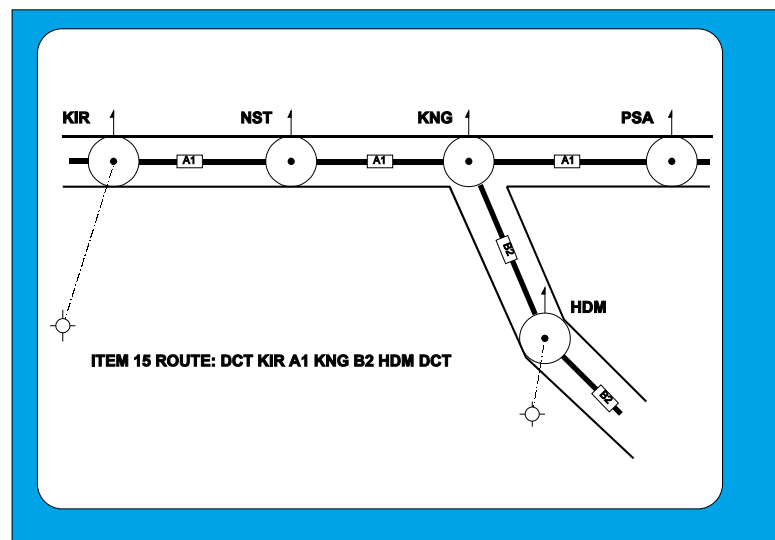 KIR NST KNG PSA
A1 A1 A1
B2
HDM
ITEM 15 ROUTE: DCT KIR A1 KNG B2 HDM DCT
B2